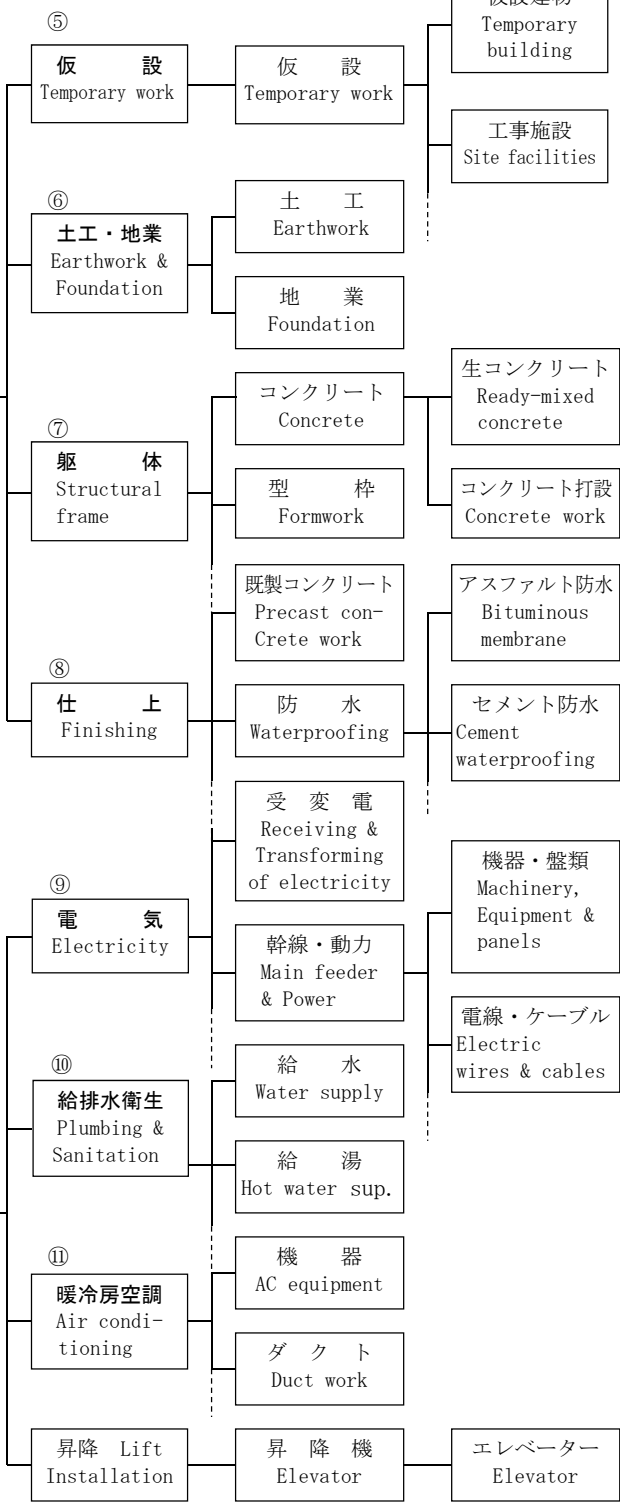 仮設建物
Temporary
building
⑤
仮 設
Temporary work
仮 設
Temporary work
工事施設
Site facilities
⑥
土工・地業
Earthwork &
Foundation
土 工
Earthwork
地 業
Foundation
⑦
躯 体
Structural
frame
コンクリート
Concrete
生コンクリート
Ready-mixed
concrete
型 枠
Formwork
コンクリート打設
Concrete work
⑧
仕 上
Finishing
既製コンクリート
Precast con-
Crete work
アスファルト防水
Bituminous
membrane
防 水
Waterproofing
セメント防水
Cement
waterproofing
⑨
電 気
Electricity
受 変 電
Receiving &
Transforming
of electricity
幹線・動力
Main feeder
& Power
機器・盤類
Machinery,
Equipment &
panels
電線・ケーブル
Electric
wires & cables
⑩
給排水衛生
Plumbing &
Sanitation
給 水
Water supply
給 湯
Hot water sup.
⑪
暖冷房空調
Air condi-
tioning
機 器
AC equipment
ダ ク ト
Duct work
昇降 Lift
Installation
昇 降 機
Elevator
エレベーター
Elevator